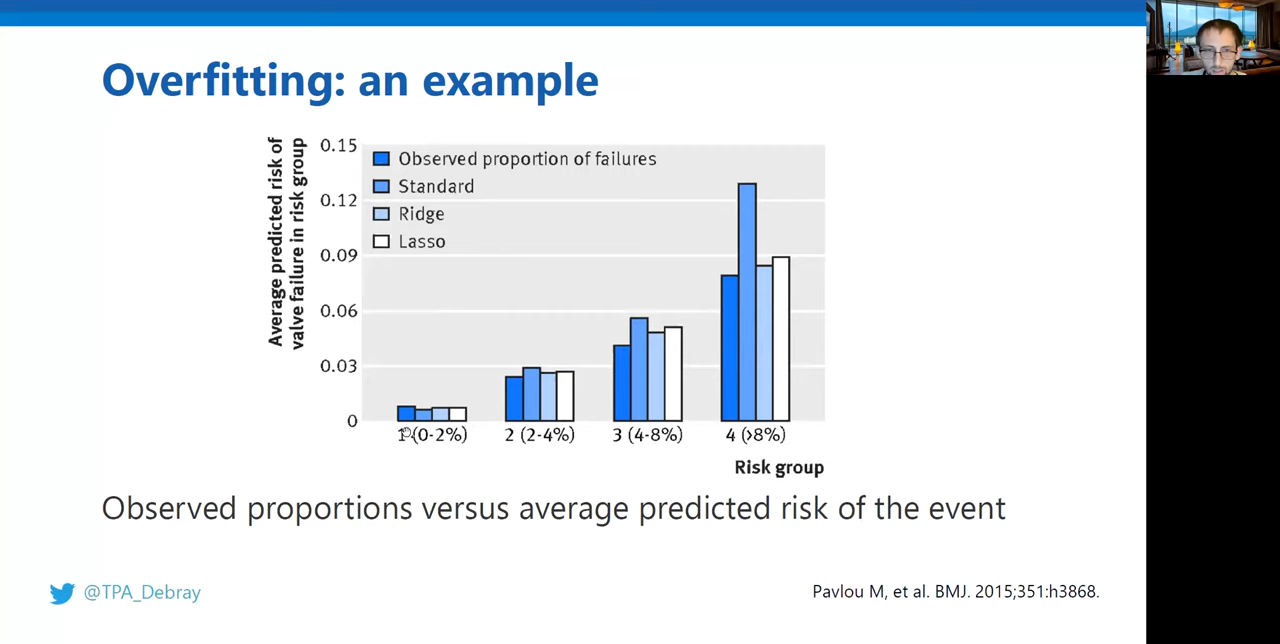 Overfitting: an example
Average predicted risk of
valve failure in risk group
0.15
0.12
0.09
0.06
0.03
0
Observed proportion of failures
Standard
Ridge
Lasso
1 (0-2%)
2 (2-4%)
3 (4-8%)
4 (>8%)
Risk group
Observed proportions versus average predicted risk of the event
@TPA_Debray
Pavlou M, et al. BMJ. 2015;351:h3868.